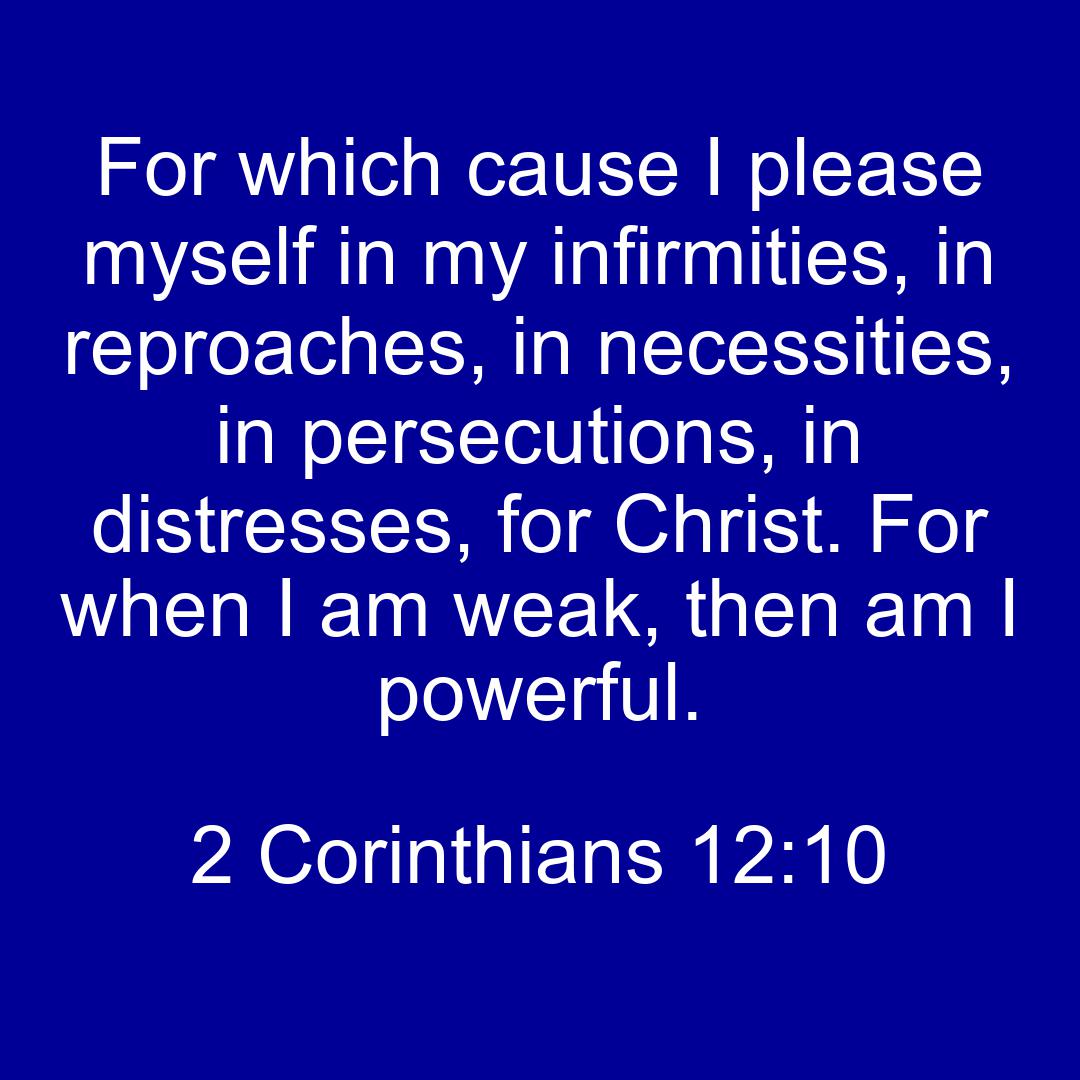 For which cause I please
myself in my infirmities, in
reproaches, in necessities,
in persecutions, in
distresses, for Christ. For
when I am weak, then am I
powerful.
2 Corinthians 12:10